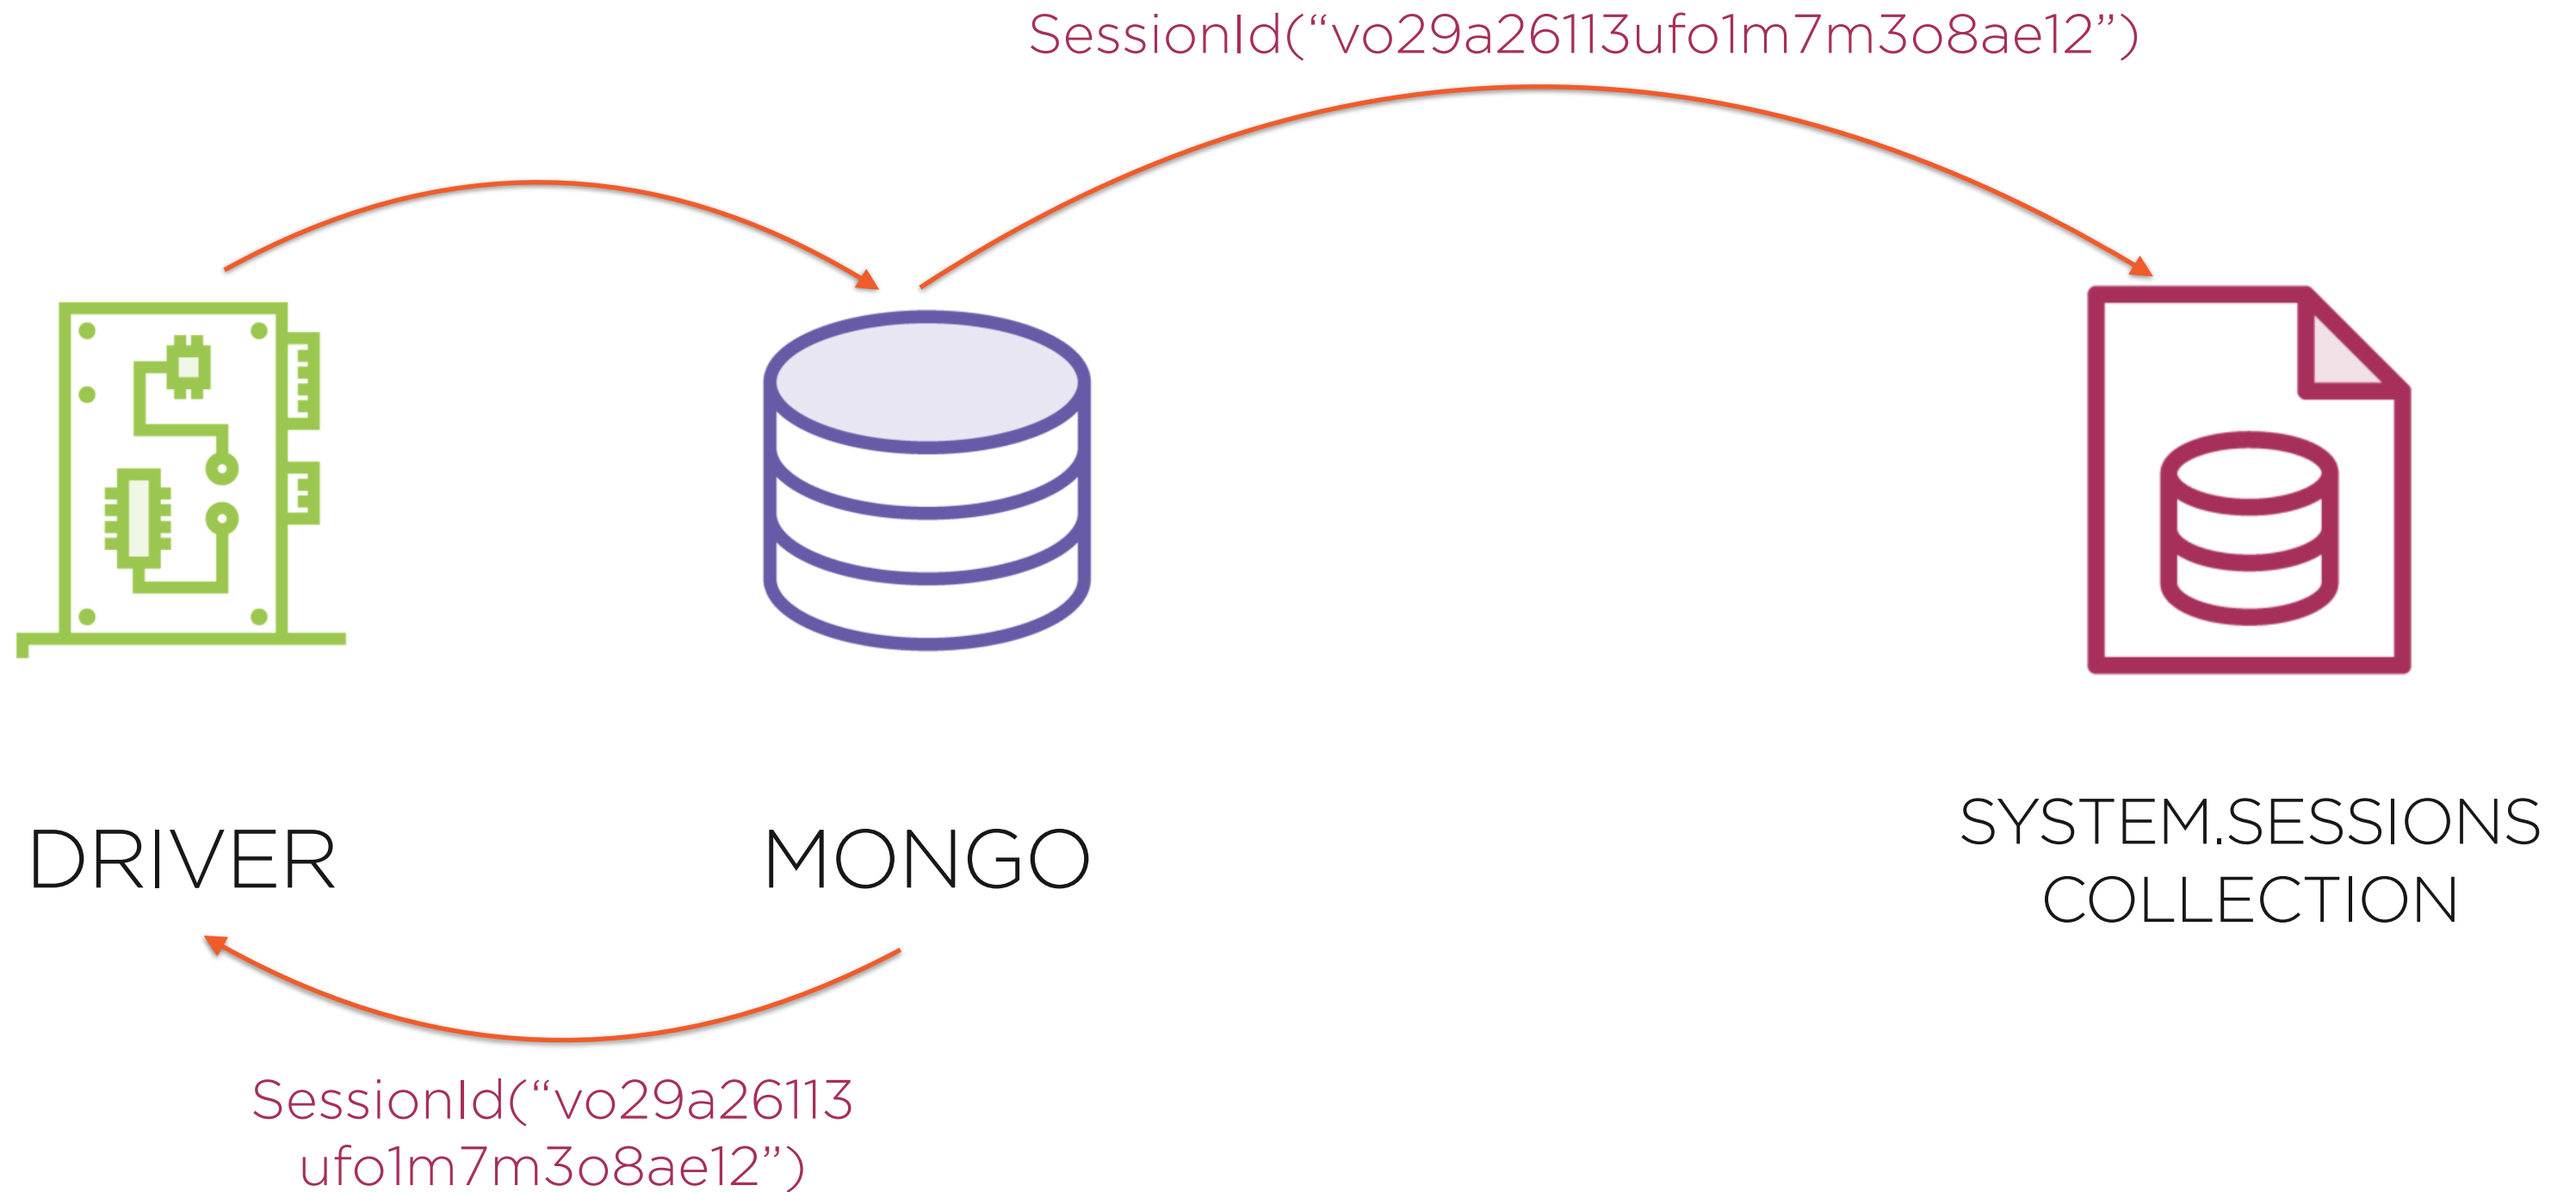 SessionId(“vo29a26113ufo1m7m3o8ae12”)
DRIVER
MONGO
SYSTEM.SESSIONS
COLLECTION
SessionId(“vo29a26113
ufo1m7m3o8ae12”)